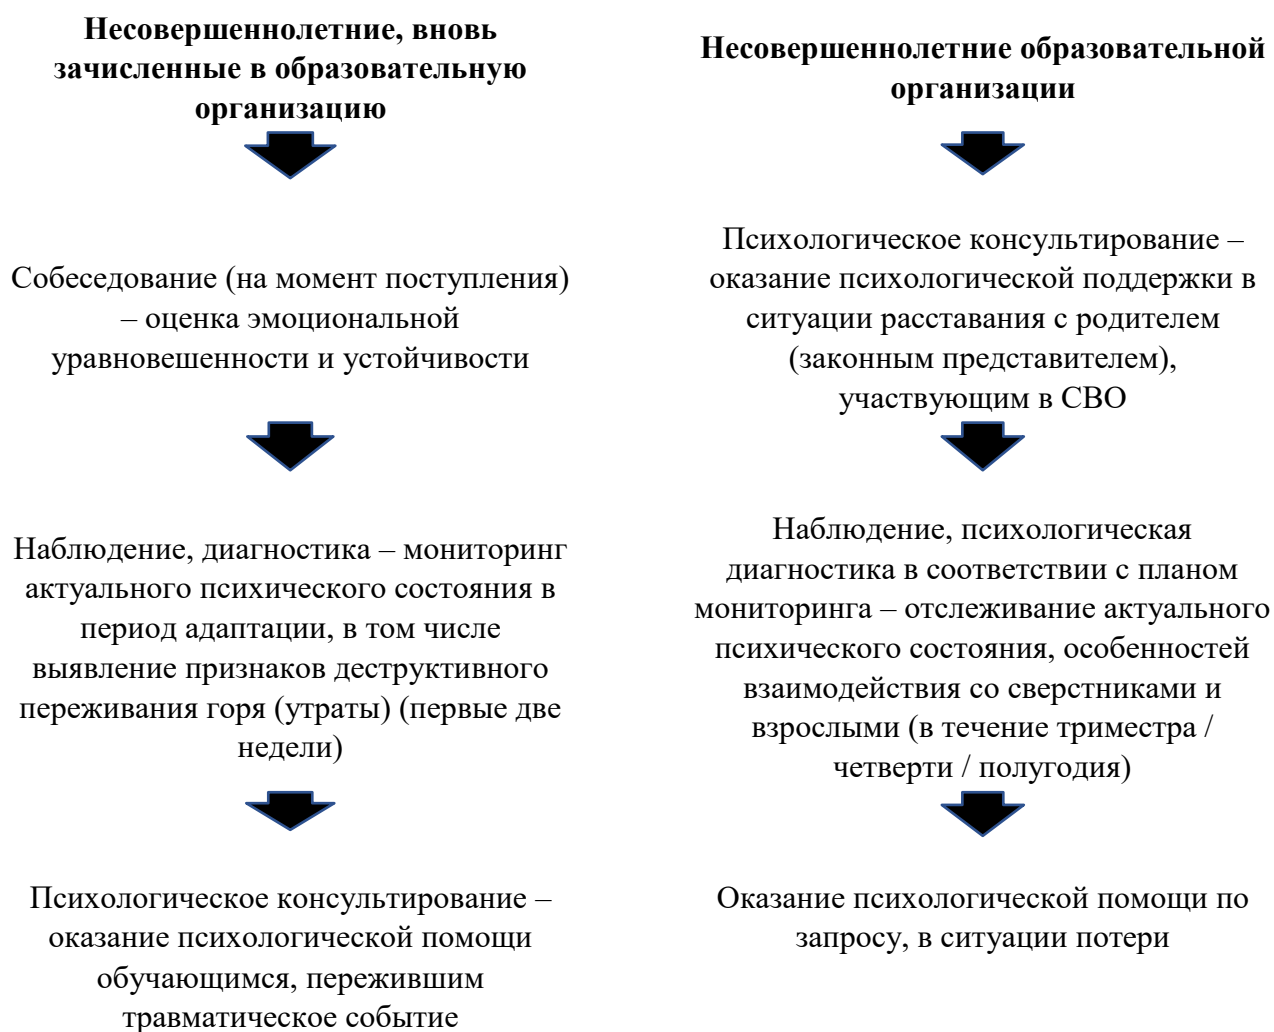 Несовершеннолетние, вновь
зачисленные в образовательную
организацию
Собеседование (на момент поступления)
– оценка эмоциональной
уравновешенности и устойчивости
Наблюдение, диагностика – мониторинг
актуального психического состояния в
период адаптации, в том числе
выявление признаков деструктивного
переживания горя (утраты) (первые две
недели)
Психологическое консультирование –
оказание психологической помощи
обучающимся, пережившим
травматическое событие
Несовершеннолетние образовательной
организации
Психологическое консультирование –
оказание психологической поддержки в
ситуации расставания с родителем
(законным представителем),
участвующим в СВО
Наблюдение, психологическая
диагностика в соответствии с планом
мониторинга – отслеживание актуального
психического состояния, особенностей
взаимодействия со сверстниками и
взрослыми (в течение триместра /
четверти / полугодия)
Оказание психологической помощи по
запросу, в ситуации потери